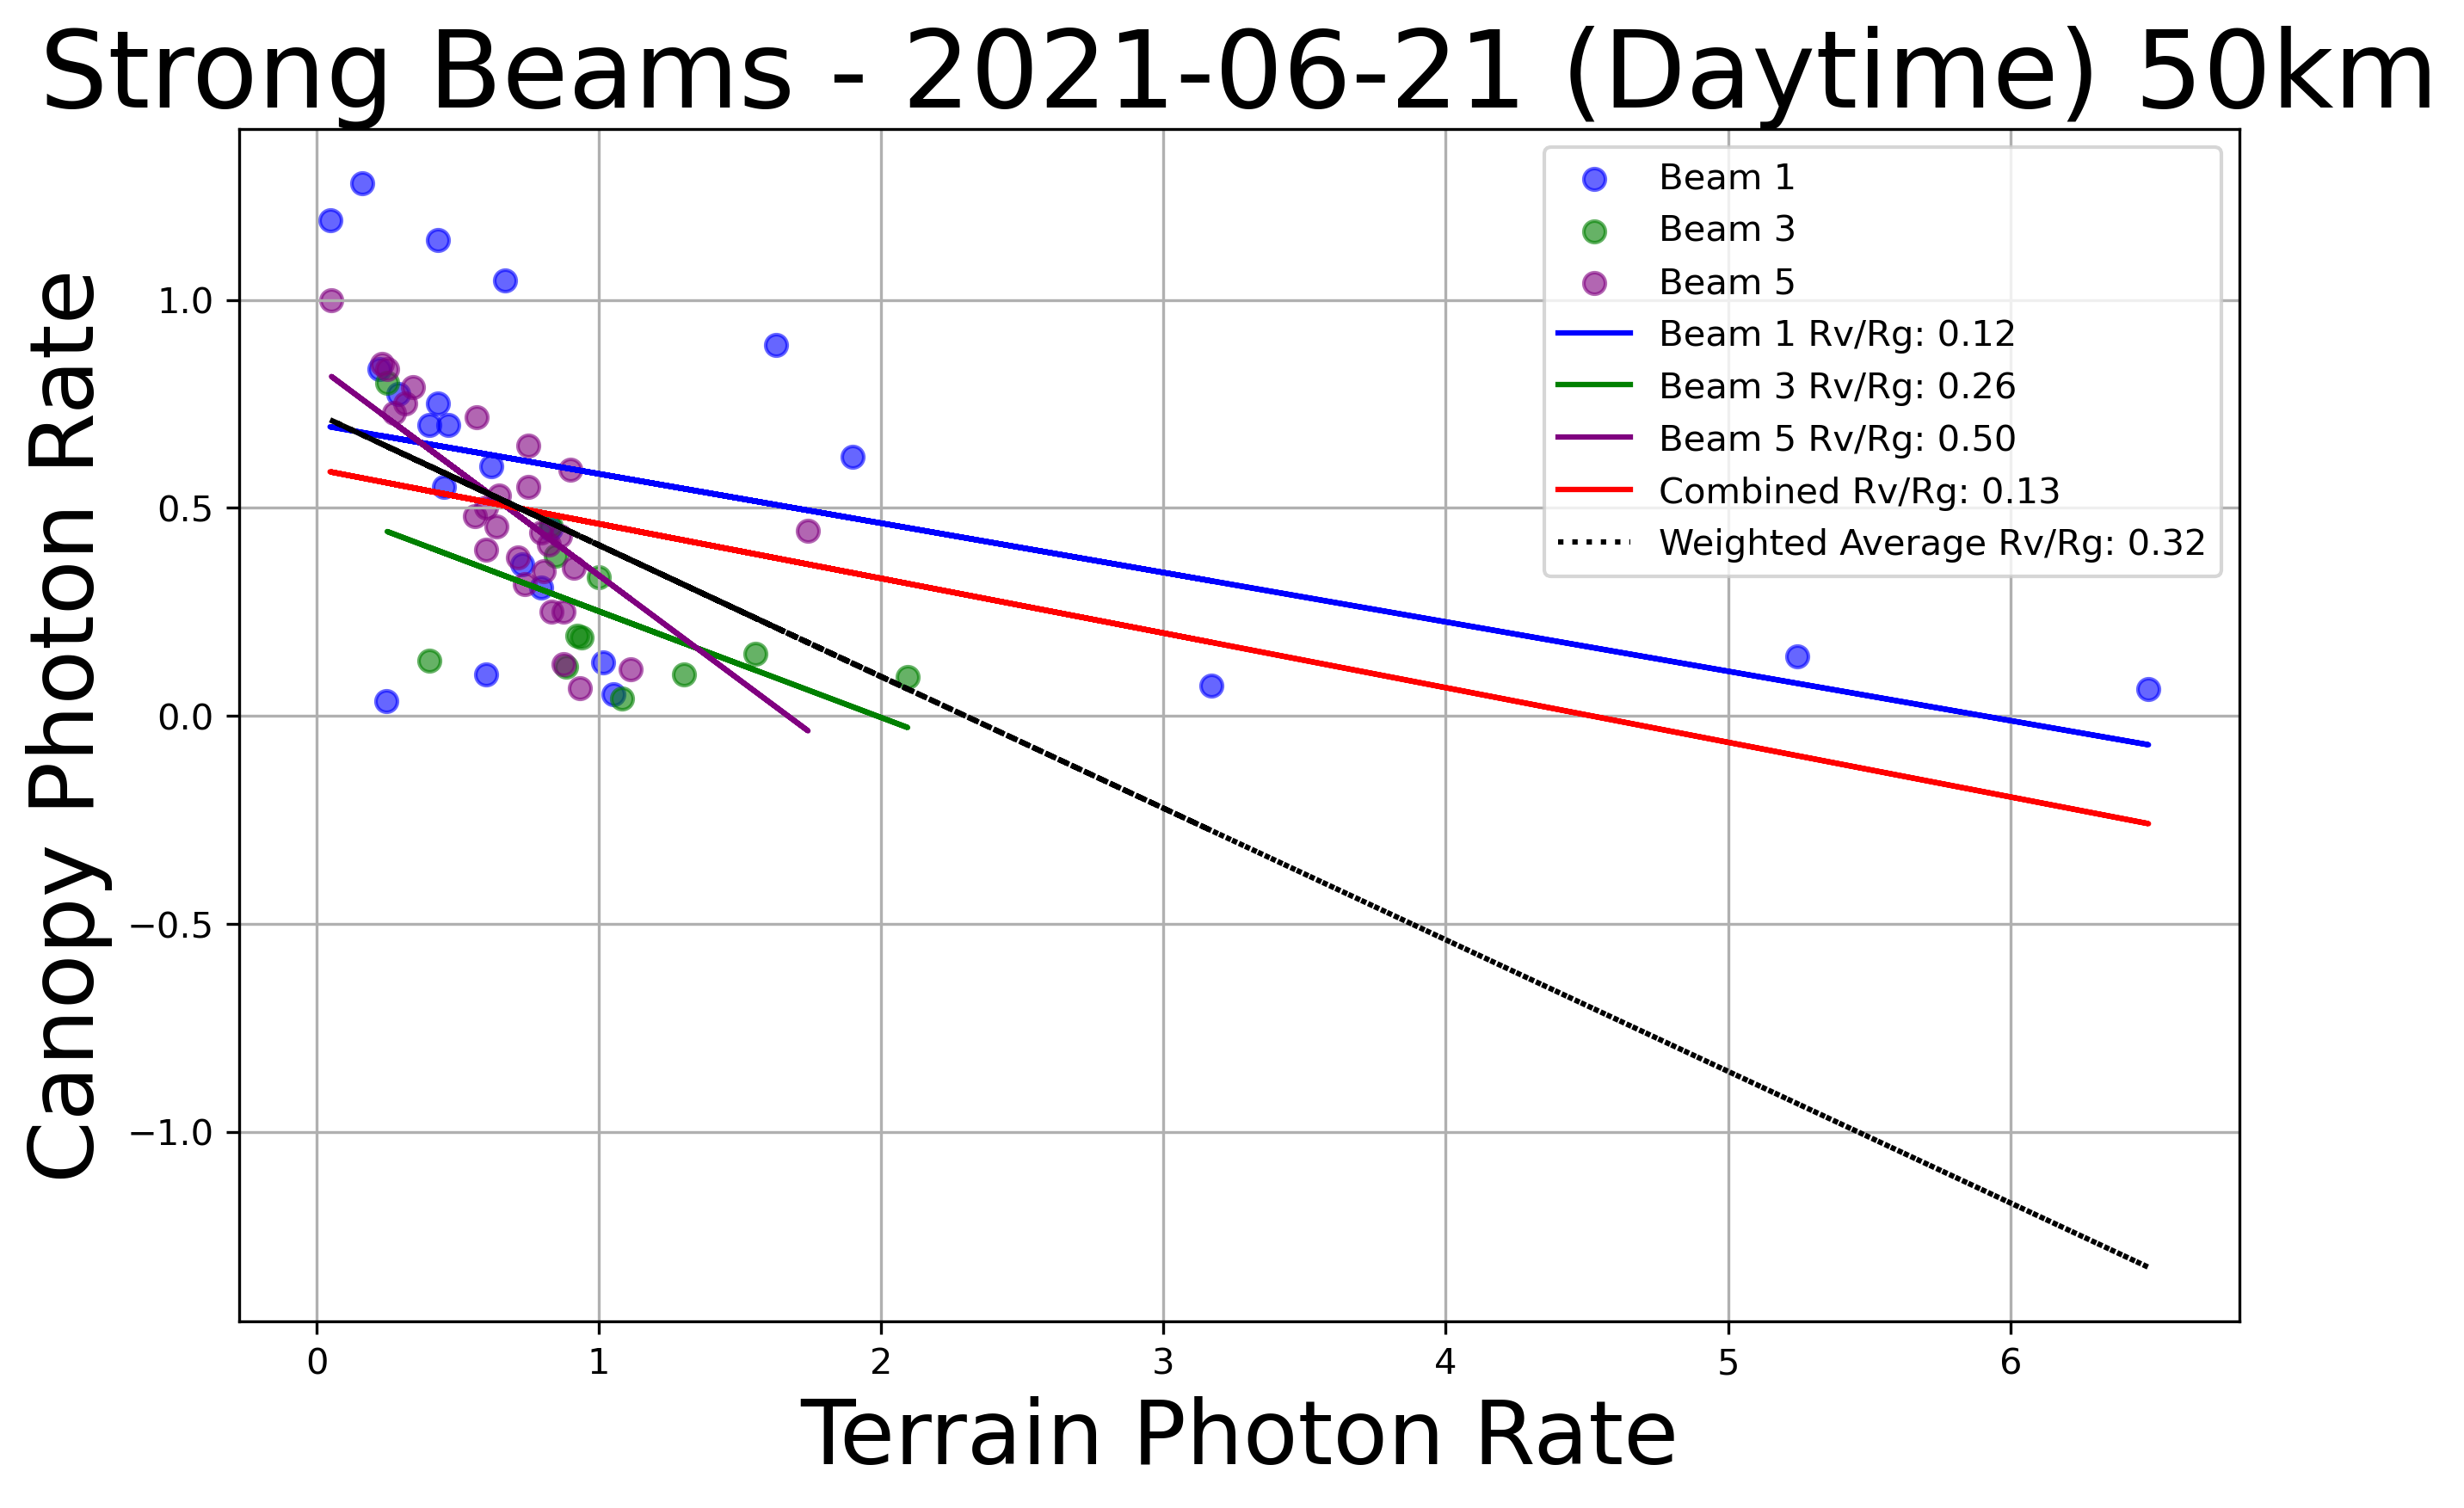 Strong Beams - 2021-06-21 (Daytime) 50km
Canopy Photon Rate
1.0
0.5
0.0
−0.5
−1.0
Beam 1
Beam 3
Beam 5
Beam 1 Rv/Rg: 0.12
Beam 3 Rv/Rg: 0.26
Beam 5 Rv/Rg: 0.50
Combined Rv/Rg: 0.13
Weighted Average Rv/Rg: 0.32
0 1 2 3 4 5 6
Terrain Photon Rate